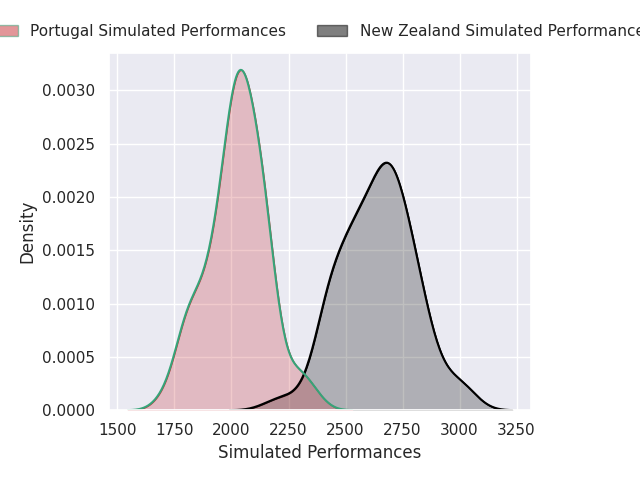 Portugal Simulated Performances
New Zealand Simulated Performance
0.0030
0.0025
0.0020
0.0015
0.0010
0.0005
0.0000
Density
1500 1750 2000 2250 2500 2750 3000 3250
Simulated Performances